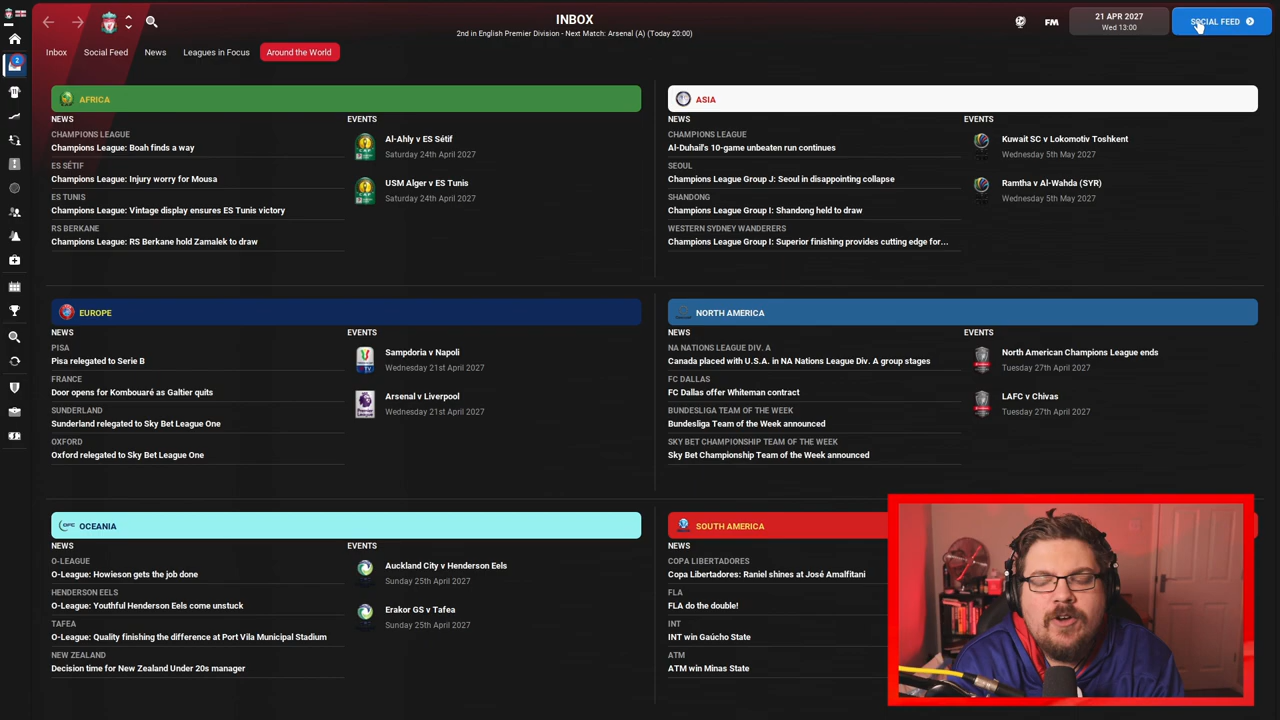 INBOX
2nd in English Premier Division - Next Match: Arsenal (A) (Today 20:00)
FM
21 APR 2027
Wed 13:00
SOCIAL FEED
2
Inbox
Social Feed
News
Leagues in Focus
Around the World
AFRICA
NEWS
CHAMPIONS LEAGUE
Champions League: Boah finds a way
ES SÉTIF
Champions League: Injury worry for Mousa
ES TUNIS
Champions League: Vintage display ensures ES Tunis victory
RS BERKANE
Champions League: RS Berkane hold Zamalek to draw
EVENTS
Al-Ahly v ES Sétif
Saturday 24th April 2027
USM Alger v ES Tunis
Saturday 24th April 2027
ASIA
NEWS
CHAMPIONS LEAGUE
Al-Duhail's 10-game unbeaten run continues
SEOUL
Champions League Group J: Seoul in disappointing collapse
SHANDONG
Champions League Group I: Shandong held to draw
WESTERN SYDNEY WANDERERS
Champions League Group I: Superior finishing provides cutting edge for...
EVENTS
Kuwait SC v Lokomotiv Toshkent
Wednesday 5th May 2027
Ramtha v Al-Wahda (SYR)
Wednesday 5th May 2027
EUROPE
NEWS
PISA
Pisa relegated to Serie B
FRANCE
Door opens for Kombouaré as Galtier quits
SUNDERLAND
Sunderland relegated to Sky Bet League One
OXFORD
Oxford relegated to Sky Bet League One
EVENTS
Sampdoria v Napoli
Wednesday 21st April 2027
Arsenal v Liverpool
Wednesday 21st April 2027
NORTH AMERICA
NEWS
NA NATIONS LEAGUE DIV. A
Canada placed with U.S.A. in NA Nations League Div. A group stages
FC DALLAS
FC Dallas offer Whiteman contract
BUNDESLIGA TEAM OF THE WEEK
Bundesliga Team of the Week announced
SKY BET CHAMPIONSHIP TEAM OF THE WEEK
Sky Bet Championship Team of the Week announced
EVENTS
North American Champions League ends
Tuesday 27th April 2027
LAFC v Chivas
Tuesday 27th April 2027
OCEANIA
NEWS
O-LEAGUE
O-League: Howieson gets the job done
HENDERSON EELS
O-League: Youthful Henderson Eels come unstuck
TAFEA
O-League: Quality finishing the difference at Port Vila Municipal Stadium
NEW ZEALAND
Decision time for New Zealand Under 20s manager
EVENTS
Auckland City v Henderson Eels
Sunday 25th April 2027
Erakor GS v Tafea
Sunday 25th April 2027
SOUTH AMERICA
NEWS
COPA LIBERTADORES
Copa Libertadores: Raniel shines at José Amalfitani
FLA
FLA do the double!
INT
INT win Gaúcho State
ATM
ATM win Minas State